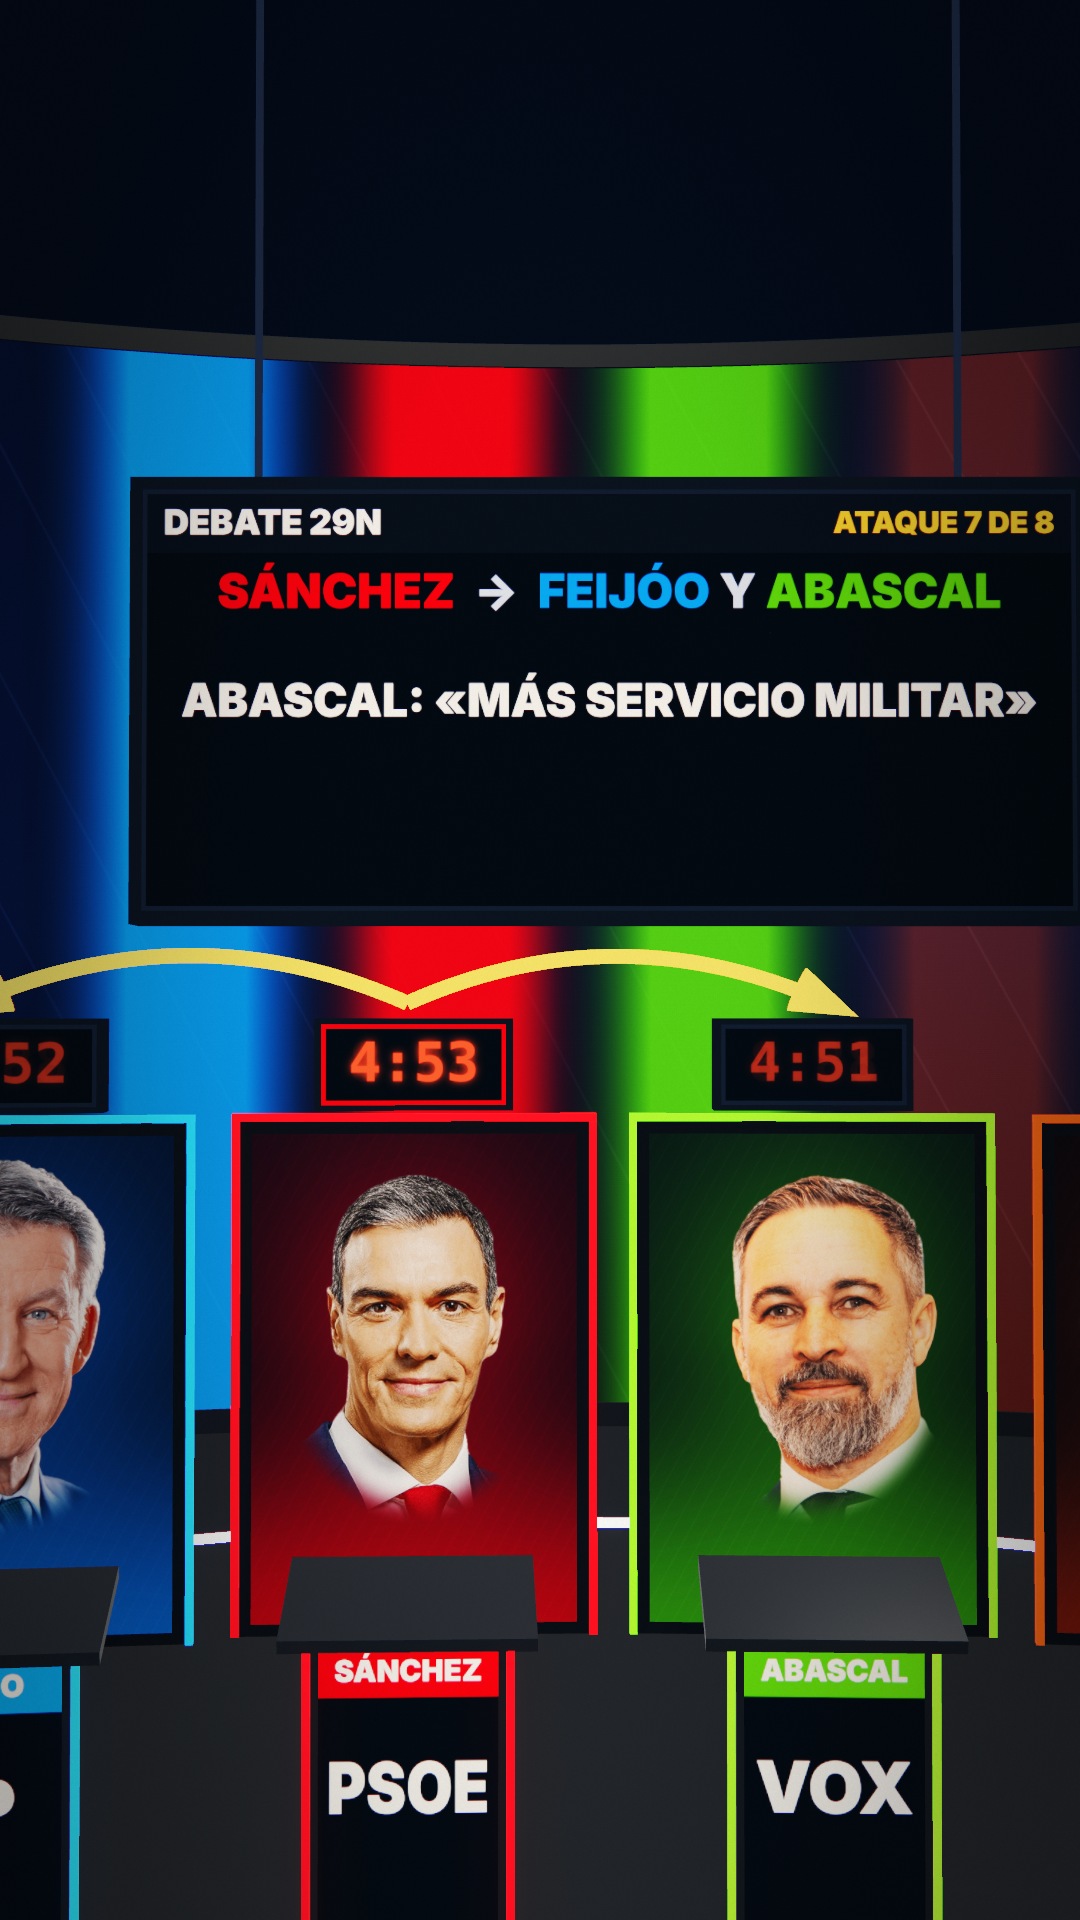 DEBATE 29N
ATAQUE 7 DE 8
SÁNCHEZ → FEIJÓO Y ABASCAL
ABASCAL: «MÁS SERVICIO MILITAR»
52
4:53
4:51
O
SÁNCHEZ
ABASCAL
PSOE
VOX